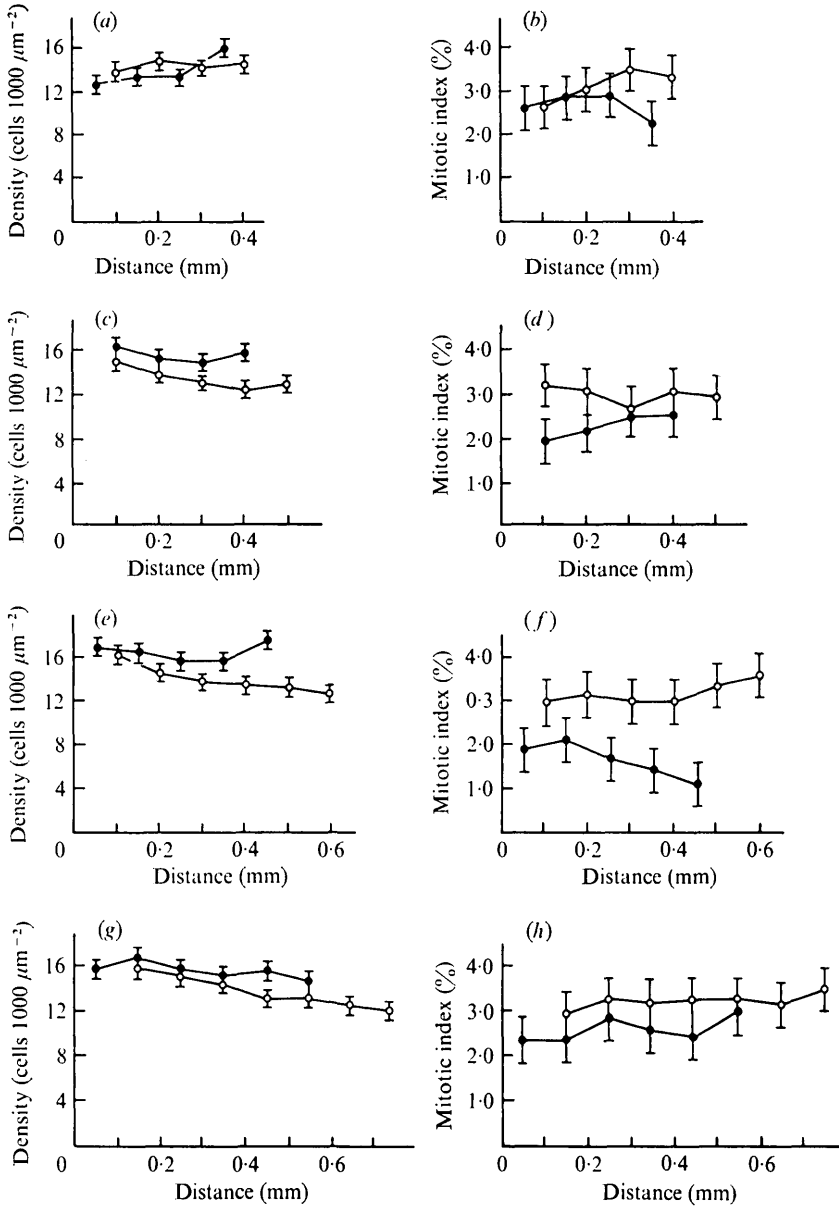 (a)
Density (cells 1000 μm⁻²)
16
12
8
4
0 0·2 0·4
Distance (mm)
(b)
Mitotic index (%)
4·0
3·0
2·0
1·0
0 0·2 0·4
Distance (mm)
(c)
Density (cells 1000 μm⁻²)
16
12
8
4
0 0·2 0·4
Distance (mm)
(d)
Mitotic index (%)
4·0
3·0
2·0
1·0
0 0·2 0·4
Distance (mm)
(e)
Density (cells 1000 μm⁻²)
16
12
8
4
0 0·2 0·4 0·6
Distance (mm)
(f)
Mitotic index (%)
4·0
0·3
2·0
1·0
0 0·2 0·4 0·6
Distance (mm)
(g)
Density (cells 1000 μm⁻²)
16
12
8
4
0 0·2 0·4 0·6
Distance (mm)
(h)
Mitotic index (%)
4·0
3·0
2·0
1·0
0 0·2 0·4 0·6
Distance (mm)